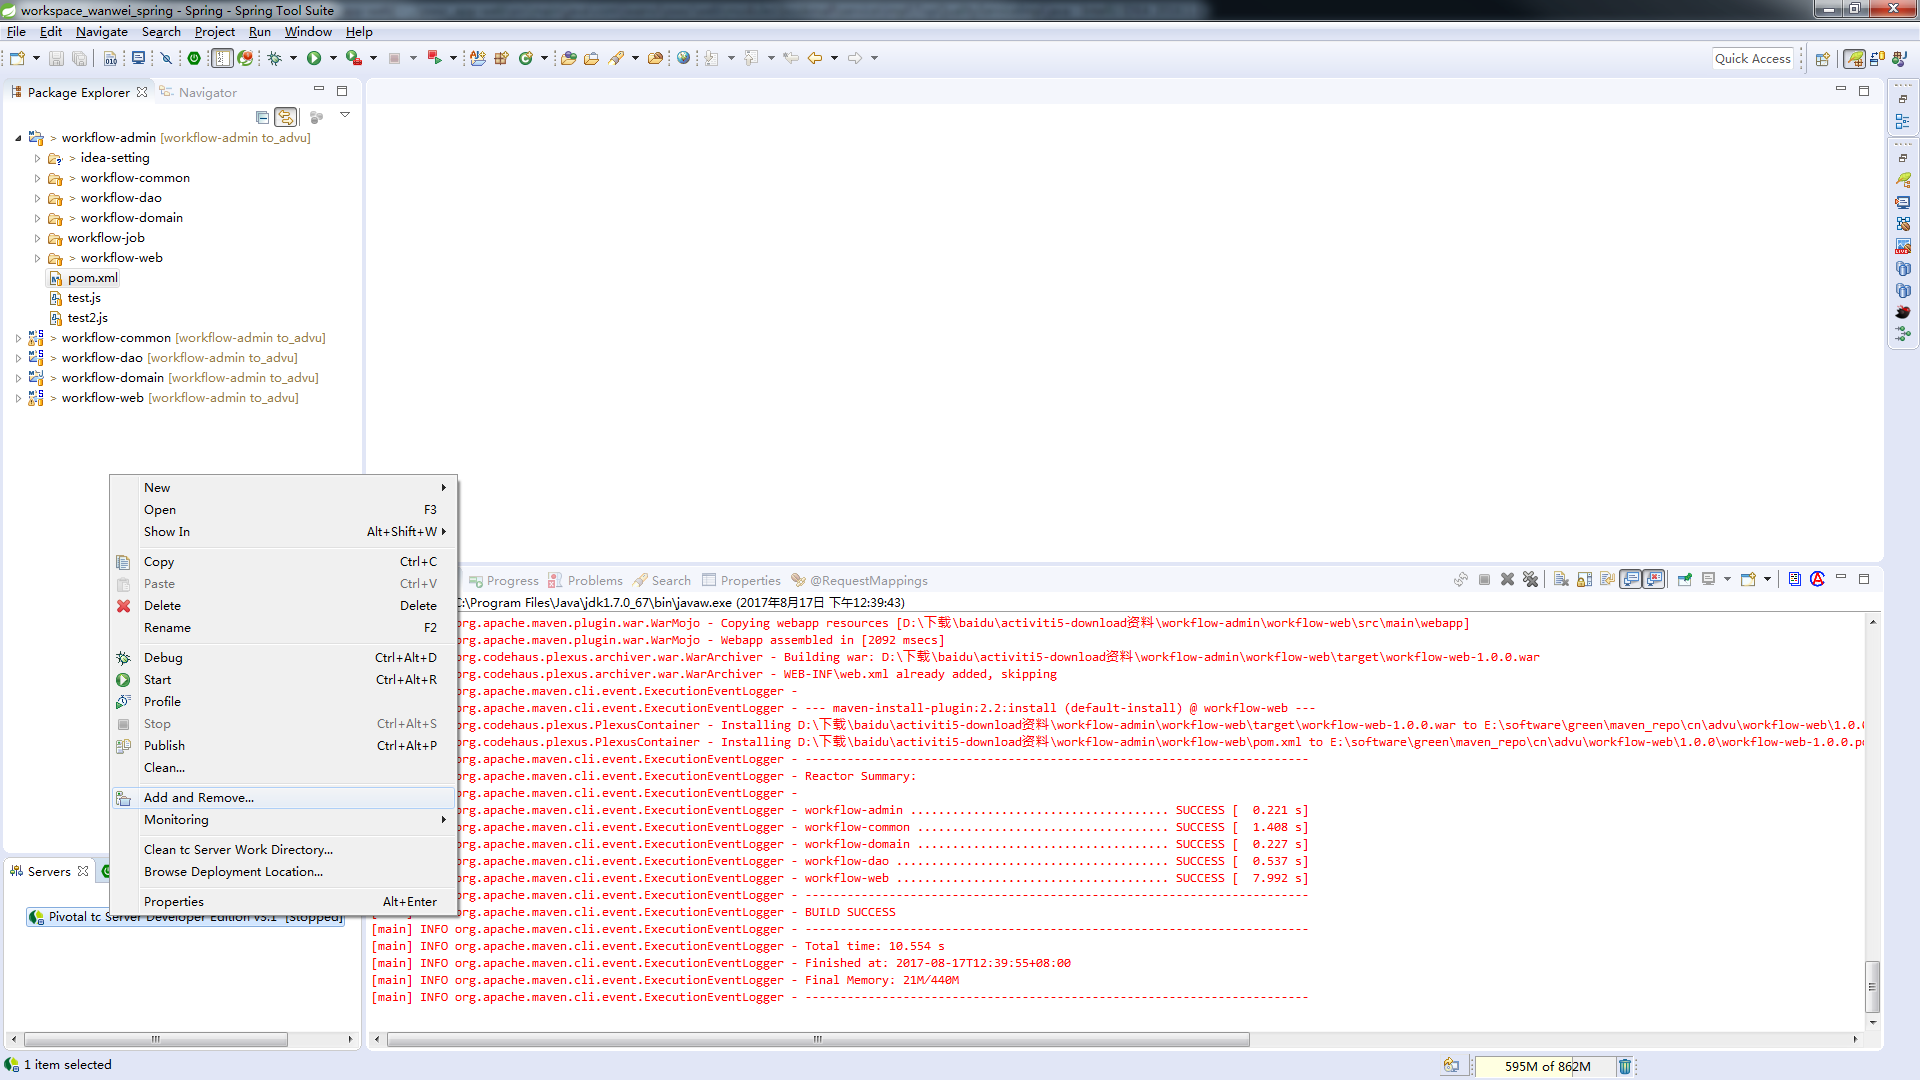 workspace_wanwei_spring - Spring - Spring Tool Suite
File Edit Navigate Search Project Run Window Help
Quick Access
Package Explorer Navigator
> workflow-admin [workflow-admin to_advu]
> idea-setting
> workflow-common
> workflow-dao
> workflow-domain
workflow-job
> workflow-web
pom.xml
test.js
test2.js
> workflow-common [workflow-admin to_advu]
> workflow-dao [workflow-admin to_advu]
> workflow-domain [workflow-admin to_advu]
> workflow-web [workflow-admin to_advu]
New
Open F3
Show In Alt+Shift+W
Copy Ctrl+C
Paste Ctrl+V
Delete Delete
Rename F2
Debug Ctrl+Alt+D
Start Ctrl+Alt+R
Profile
Stop Ctrl+Alt+S
Publish Ctrl+Alt+P
Clean...
Add and Remove...
Monitoring
Clean tc Server Work Directory...
Browse Deployment Location...
Properties Alt+Enter
Servers
Pivotal tc Server Developer Edition v3.1 [Stopped]
Progress Problems Search Properties @RequestMappings
C:\Program Files\Java\jdk1.7.0_67\bin\javaw.exe (2017年8月17日 下午12:39:43)
org.apache.maven.plugin.war.WarMojo - Copying webapp resources [D:\下载\baidu\activiti5-download资料\workflow-admin\workflow-web\src\main\webapp]
org.apache.maven.plugin.war.WarMojo - Webapp assembled in [2092 msecs]
org.codehaus.plexus.archiver.war.WarArchiver - Building war: D:\下载\baidu\activiti5-download资料\workflow-admin\workflow-web\target\workflow-web-1.0.0.war
org.codehaus.plexus.archiver.war.WarArchiver - WEB-INF\web.xml already added, skipping
org.apache.maven.cli.event.ExecutionEventLogger -
org.apache.maven.cli.event.ExecutionEventLogger - --- maven-install-plugin:2.2:install (default-install) @ workflow-web ---
org.codehaus.plexus.PlexusContainer - Installing D:\下载\baidu\activiti5-download资料\workflow-admin\workflow-web\target\workflow-web-1.0.0.war to E:\software\green\maven_repo\cn\advu\workflow-web\1.0.0
org.codehaus.plexus.PlexusContainer - Installing D:\下载\baidu\activiti5-download资料\workflow-admin\workflow-web\pom.xml to E:\software\green\maven_repo\cn\advu\workflow-web\1.0.0\workflow-web-1.0.0.po
org.apache.maven.cli.event.ExecutionEventLogger - ------------------------------------------------------------------------
org.apache.maven.cli.event.ExecutionEventLogger - Reactor Summary:
org.apache.maven.cli.event.ExecutionEventLogger -
org.apache.maven.cli.event.ExecutionEventLogger - workflow-admin ..................................... SUCCESS [  0.221 s]
org.apache.maven.cli.event.ExecutionEventLogger - workflow-common .................................... SUCCESS [  1.408 s]
org.apache.maven.cli.event.ExecutionEventLogger - workflow-domain .................................... SUCCESS [  0.227 s]
org.apache.maven.cli.event.ExecutionEventLogger - workflow-dao ....................................... SUCCESS [  0.537 s]
org.apache.maven.cli.event.ExecutionEventLogger - workflow-web ....................................... SUCCESS [  7.992 s]
org.apache.maven.cli.event.ExecutionEventLogger - ------------------------------------------------------------------------
org.apache.maven.cli.event.ExecutionEventLogger - BUILD SUCCESS
[main] INFO org.apache.maven.cli.event.ExecutionEventLogger - ------------------------------------------------------------------------
[main] INFO org.apache.maven.cli.event.ExecutionEventLogger - Total time: 10.554 s
[main] INFO org.apache.maven.cli.event.ExecutionEventLogger - Finished at: 2017-08-17T12:39:55+08:00
[main] INFO org.apache.maven.cli.event.ExecutionEventLogger - Final Memory: 21M/440M
[main] INFO org.apache.maven.cli.event.ExecutionEventLogger - ------------------------------------------------------------------------
1 item selected
595M of 862M